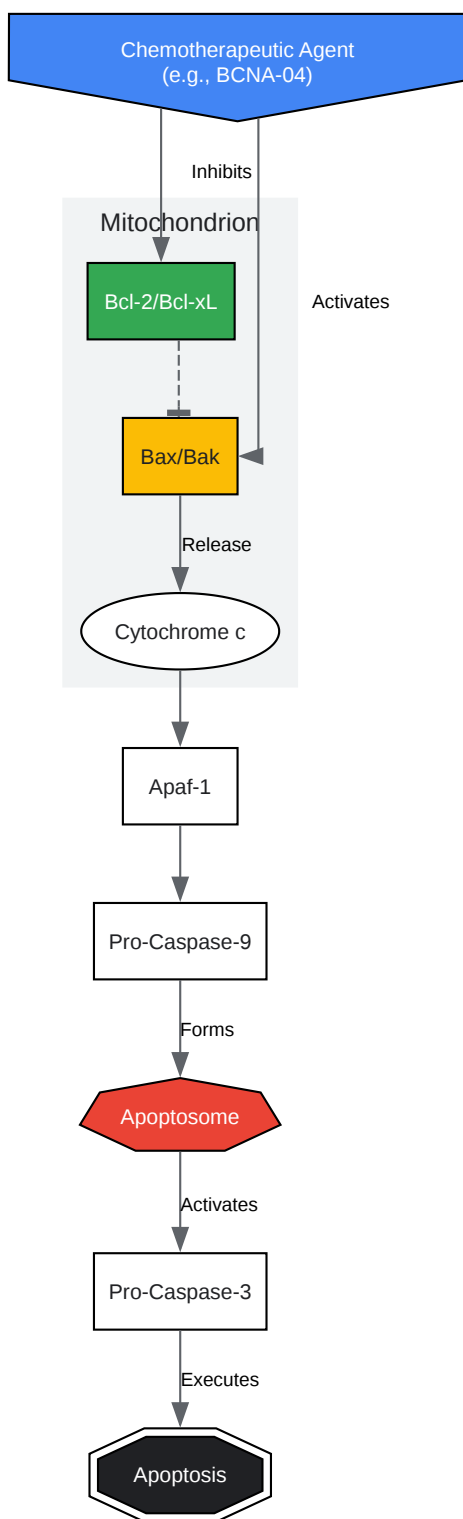 Chemotherapeutic Agent
(e.g., BCNA-04)
Inhibits
Mitochondrion
Bcl-2/Bcl-xL
Activates
Bax/Bak
Release
Cytochrome c
Apaf-1
Pro-Caspase-9
Forms
Apoptosome
Activates
Pro-Caspase-3
Executes
Apoptosis